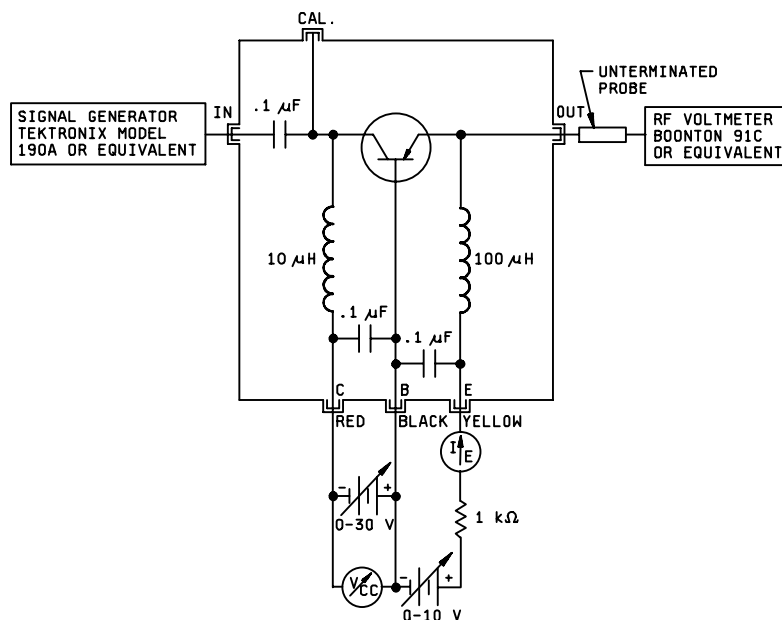 CAL.
SIGNAL GENERATOR
TEKTRONIX MODEL
190A OR EQUIVALENT
IN
.1 μF
OUT
UNTERMINATED
PROBE
RF VOLTMETER
BOONTON 91C
OR EQUIVALENT
10 μH
100 μH
.1 μF
.1 μF
C
B
E
RED
BLACK
YELLOW
I E
- +
0-30 V
1 kΩ
VCC
- +
0-10 V